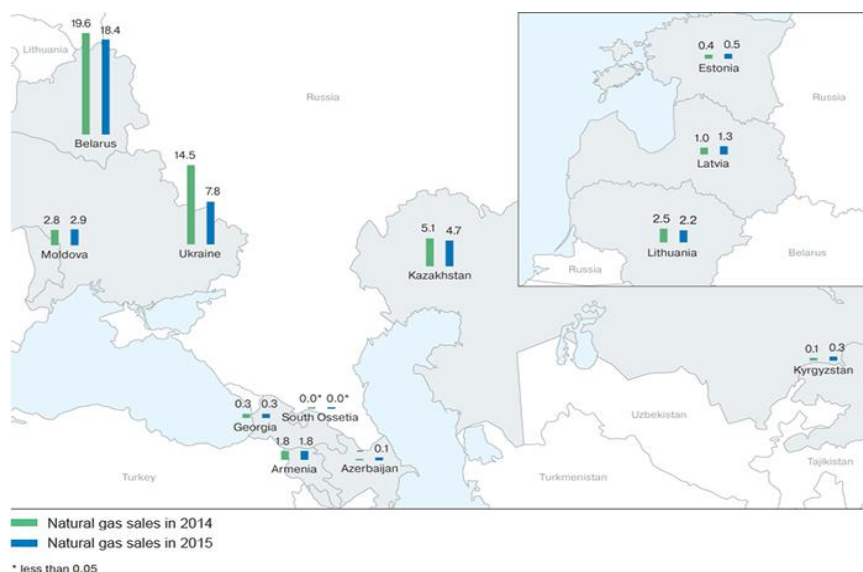 19.6
18.4
Lithuania
Belarus
Russia
14.5
7.8
Ukraine
2.8 2.9
Moldova
5.1 4.7
Kazakhstan
0.4 0.5
Estonia
Russia
1.0 1.3
Latvia
2.5 2.2
Lithuania
Belarus
Russia
0.1 0.3
Kyrgyzstan
Uzbekistan
0.3 0.3
Georgia
0.0* 0.0*
South Ossetia
1.8 1.8
Armenia
– 0.1
Azerbaijan
Turkey
Turkmenistan
Tajikistan
Natural gas sales in 2014
Natural gas sales in 2015
* less than 0.05